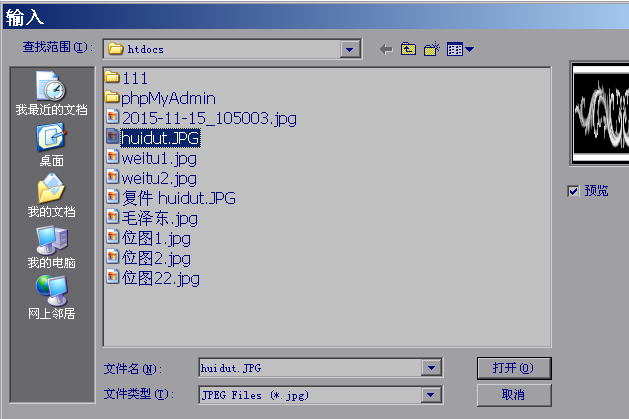 输入
查找范围(I):
htdocs
我最近的文档
桌面
我的文档
我的电脑
网上邻居
111
phpMyAdmin
2015-11-15_105003.jpg
huidut.JPG
weitu1.jpg
weitu2.jpg
复件 huidut.JPG
毛泽东.jpg
位图1.jpg
位图2.jpg
位图22.jpg
预览
文件名(N):
huidut.JPG
打开(O)
文件类型(T):
JPEG Files (*.jpg)
取消